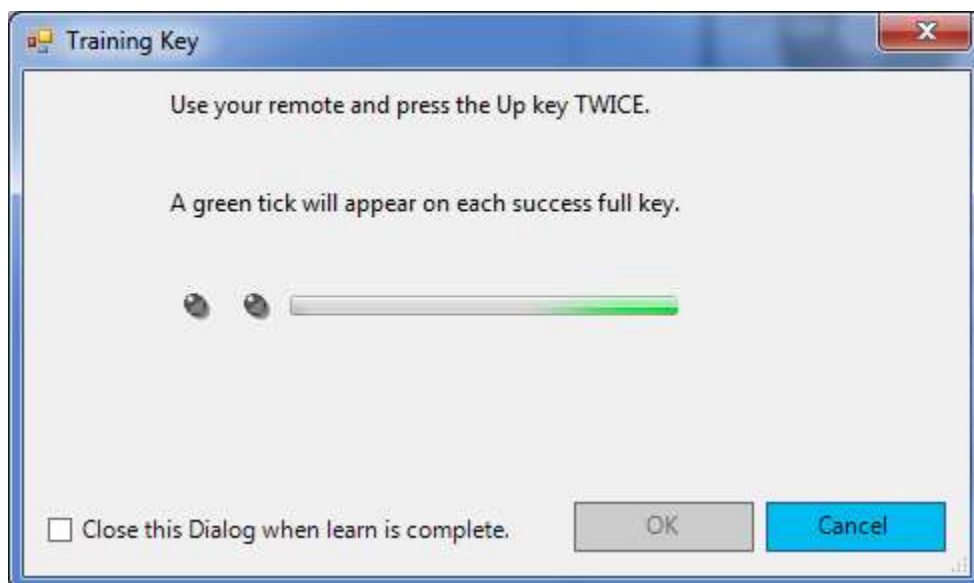 Training Key
Use your remote and press the Up key TWICE.
A green tick will appear on each success full key.
Close this Dialog when learn is complete.
OK
Cancel